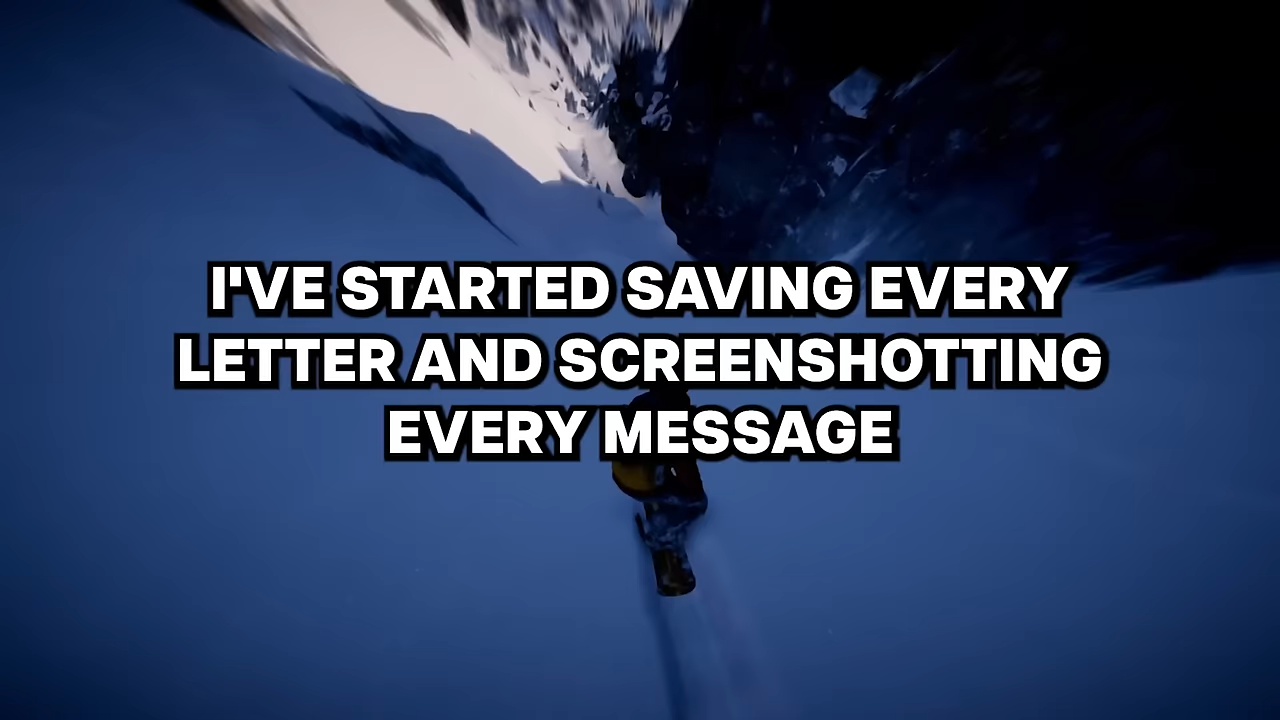 I'VE STARTED SAVING EVERY
LETTER AND SCREENSHOTTING
EVERY MESSAGE